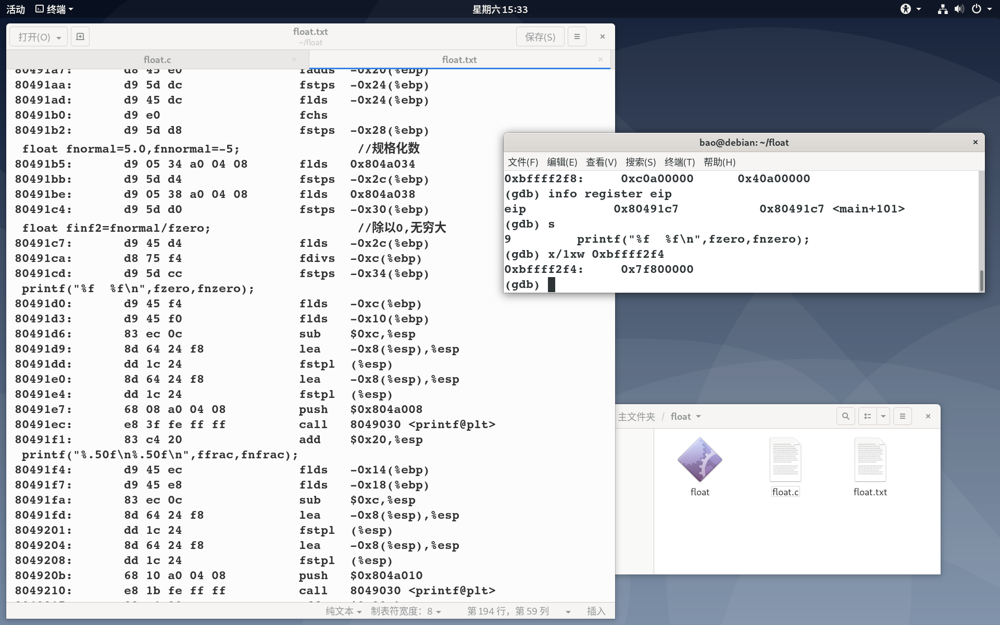 活动 终端 星期六 15:33
打开(O) float.txt 保存(S)
~/float
float.c float.txt
80491a7: d8 45 e0 fadds -0x20(%ebp)
80491aa: d9 5d dc fstps -0x24(%ebp)
80491ad: d9 45 dc flds -0x24(%ebp)
80491b0: d9 e0 fchs
80491b2: d9 5d d8 fstps -0x28(%ebp)
float fnormal=5.0,fnnormal=-5; //规格化数
80491b5: d9 05 34 a0 04 08 flds 0x804a034
80491bb: d9 5d d4 fstps -0x2c(%ebp)
80491be: d9 05 38 a0 04 08 flds 0x804a038
80491c4: d9 5d d0 fstps -0x30(%ebp)
float finf2=fnormal/fzero; //除以0,无穷大
80491c7: d9 45 d4 flds -0x2c(%ebp)
80491ca: d8 75 f4 fdivs -0xc(%ebp)
80491cd: d9 5d cc fstps -0x34(%ebp)
printf("%f  %f\n",fzero,fnzero);
80491d0: d9 45 f4 flds -0xc(%ebp)
80491d3: d9 45 f0 flds -0x10(%ebp)
80491d6: 83 ec 0c sub $0xc,%esp
80491d9: 8d 64 24 f8 lea -0x8(%esp),%esp
80491dd: dd 1c 24 fstpl (%esp)
80491e0: 8d 64 24 f8 lea -0x8(%esp),%esp
80491e4: dd 1c 24 fstpl (%esp)
80491e7: 68 08 a0 04 08 push $0x804a008
80491ec: e8 3f fe ff ff call 8049030 <printf@plt>
80491f1: 83 c4 20 add $0x20,%esp
printf("%.50f\n%.50f\n",ffrac,fnfrac);
80491f4: d9 45 ec flds -0x14(%ebp)
80491f7: d9 45 e8 flds -0x18(%ebp)
80491fa: 83 ec 0c sub $0xc,%esp
80491fd: 8d 64 24 f8 lea -0x8(%esp),%esp
8049201: dd 1c 24 fstpl (%esp)
8049204: 8d 64 24 f8 lea -0x8(%esp),%esp
8049208: dd 1c 24 fstpl (%esp)
804920b: 68 10 a0 04 08 push $0x804a010
8049210: e8 1b fe ff ff call 8049030 <printf@plt>
纯文本 制表符宽度：8 第 194 行，第 59 列 插入
bao@debian: ~/float
文件(F) 编辑(E) 查看(V) 搜索(S) 终端(T) 帮助(H)
0xbffff2f8: 0xc0a00000 0x40a00000
(gdb) info register eip
eip 0x80491c7 0x80491c7 <main+101>
(gdb) s
9 printf("%f  %f\n",fzero,fnzero);
(gdb) x/1xw 0xbffff2f4
0xbffff2f4: 0x7f800000
(gdb)
主文件夹 / float
float float.c float.txt